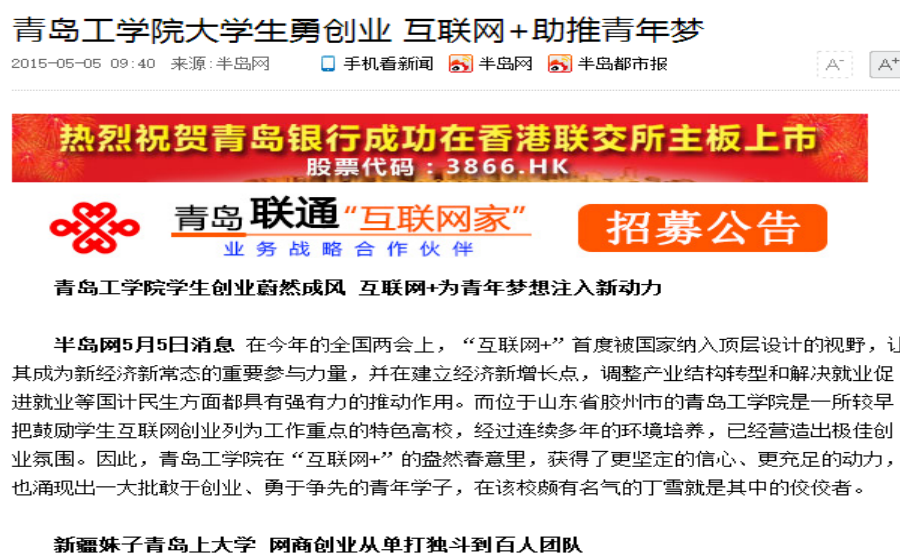 青岛工学院大学生勇创业 互联网+助推青年梦
2015-05-05 09:40 来源:半岛网 手机看新闻 半岛网 半岛都市报 A- A+
热烈祝贺青岛银行成功在香港联交所主板上市
股票代码：3866.HK
青岛联通“互联网家” 招募公告
业务战略合作伙伴
青岛工学院学生创业蔚然成风 互联网+为青年梦想注入新动力
半岛网5月5日消息 在今年的全国两会上，“互联网+”首度被国家纳入顶层设计的视野，让
其成为新经济新常态的重要参与力量，并在建立经济新增长点，调整产业结构转型和解决就业促
进就业等国计民生方面都具有强有力的推动作用。而位于山东省胶州市的青岛工学院是一所较早
把鼓励学生互联网创业列为工作重点的特色高校，经过连续多年的环境培养，已经营造出极佳创
业氛围。因此，青岛工学院在“互联网+”的盎然春意里，获得了更坚定的信心、更充足的动力，
也涌现出一大批敢于创业、勇于争先的青年学子，在该校颇有名气的丁雪就是其中的佼佼者。
新疆妹子青岛上大学 网商创业从单打独斗到百人团队